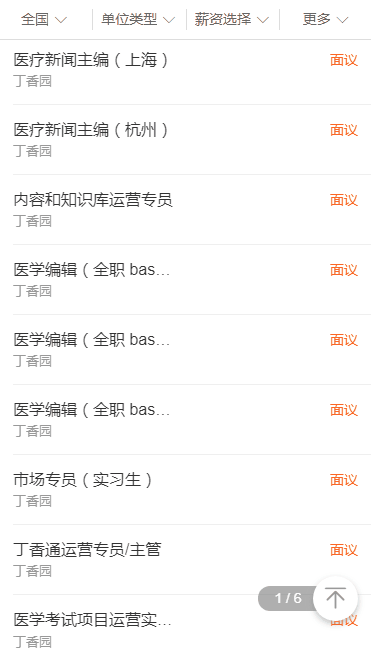 全国 单位类型 薪资选择 更多
医疗新闻主编（上海） 面议
丁香园
医疗新闻主编（杭州） 面议
丁香园
内容和知识库运营专员 面议
丁香园
医学编辑（全职 bas... 面议
丁香园
医学编辑（全职 bas... 面议
丁香园
医学编辑（全职 bas... 面议
丁香园
市场专员（实习生） 面议
丁香园
丁香通运营专员/主管 面议
丁香园
1 / 6
医学考试项目运营实... 面议
丁香园